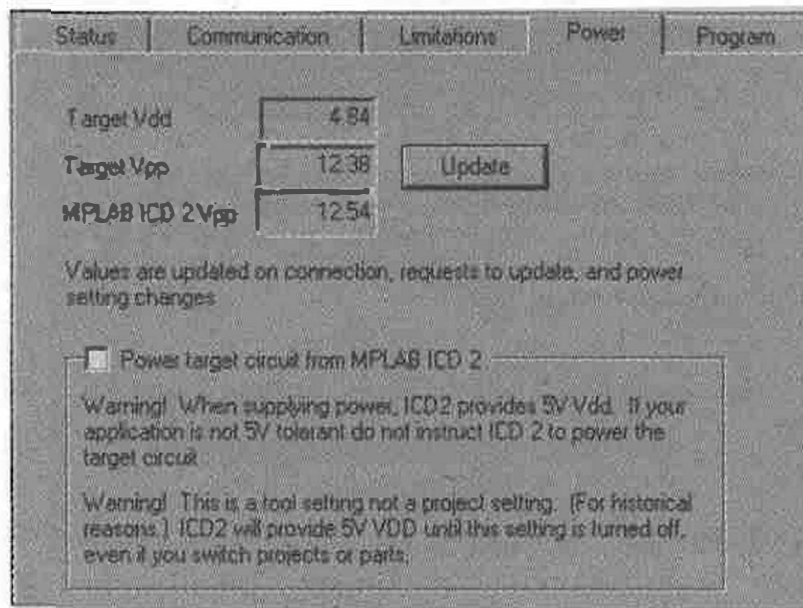 Status Communication Limitations Power Program
Target Vdd 4.84
Target Vpp 12.38 Update
MPLAB ICD 2 Vpp 12.54
Values are updated on connection, requests to update, and power
setting changes
Power target circuit from MPLAB ICD 2
Warning! When supplying power, ICD2 provides 5V Vdd. If your
application is not 5V tolerant do not instruct ICD 2 to power the
target circuit
Warning! This is a tool setting not a project setting. (For historical
reasons.) ICD2 will provide 5V VDD until this setting is turned off,
even if you switch projects or parts.